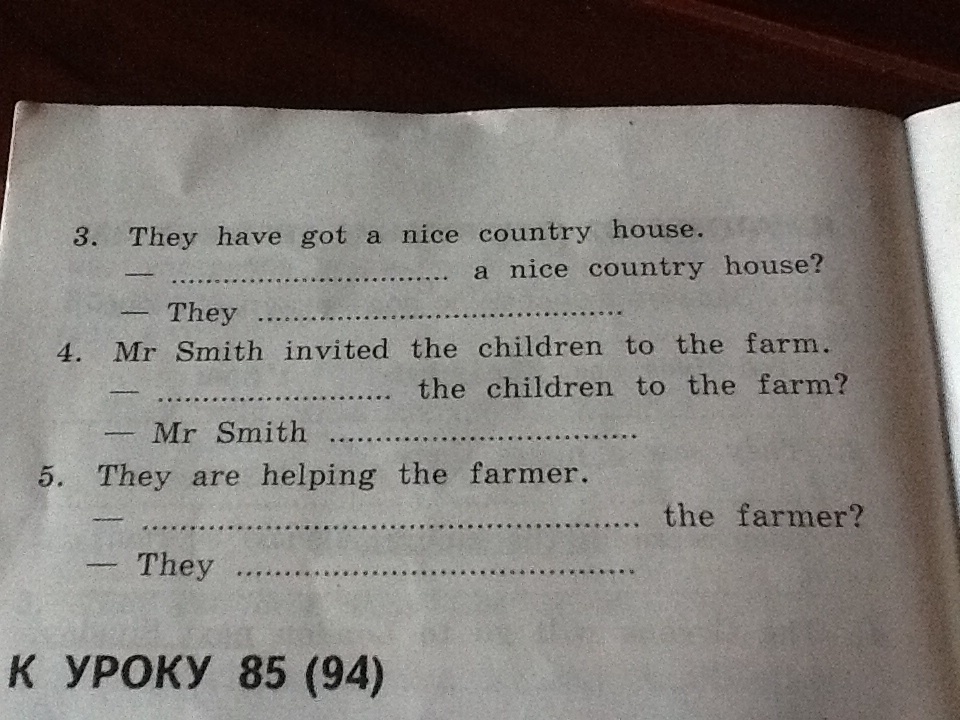 3. They have got a nice country house.
— .............................. a nice country house?
— They ........................................
4. Mr Smith invited the children to the farm.
— .......................... the children to the farm?
— Mr Smith ..................................
5. They are helping the farmer.
— ...................................................... the farmer?
— They ............................................
К УРОКУ 85 (94)